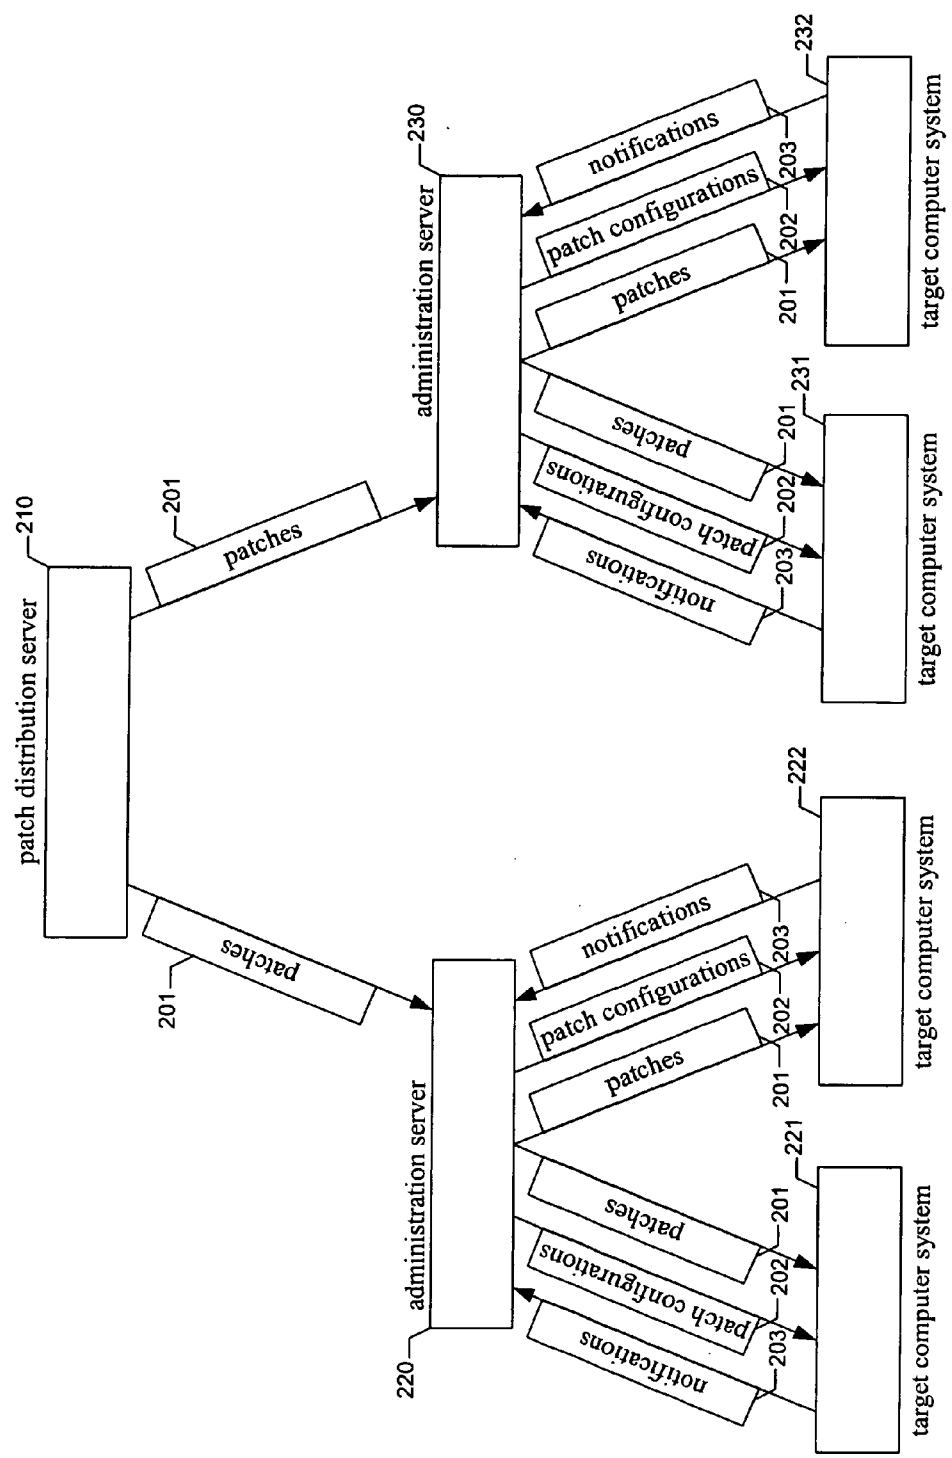 patch distribution server
210
patches
201
patches
201
administration server
220
administration server
230
notifications
203
patch configurations
202
patches
201
patches
201
patch configurations
202
notifications
203
notifications
203
patch configurations
202
patches
201
patches
201
patch configurations
202
notifications
203
221
target computer system
222
target computer system
231
target computer system
232
target computer system